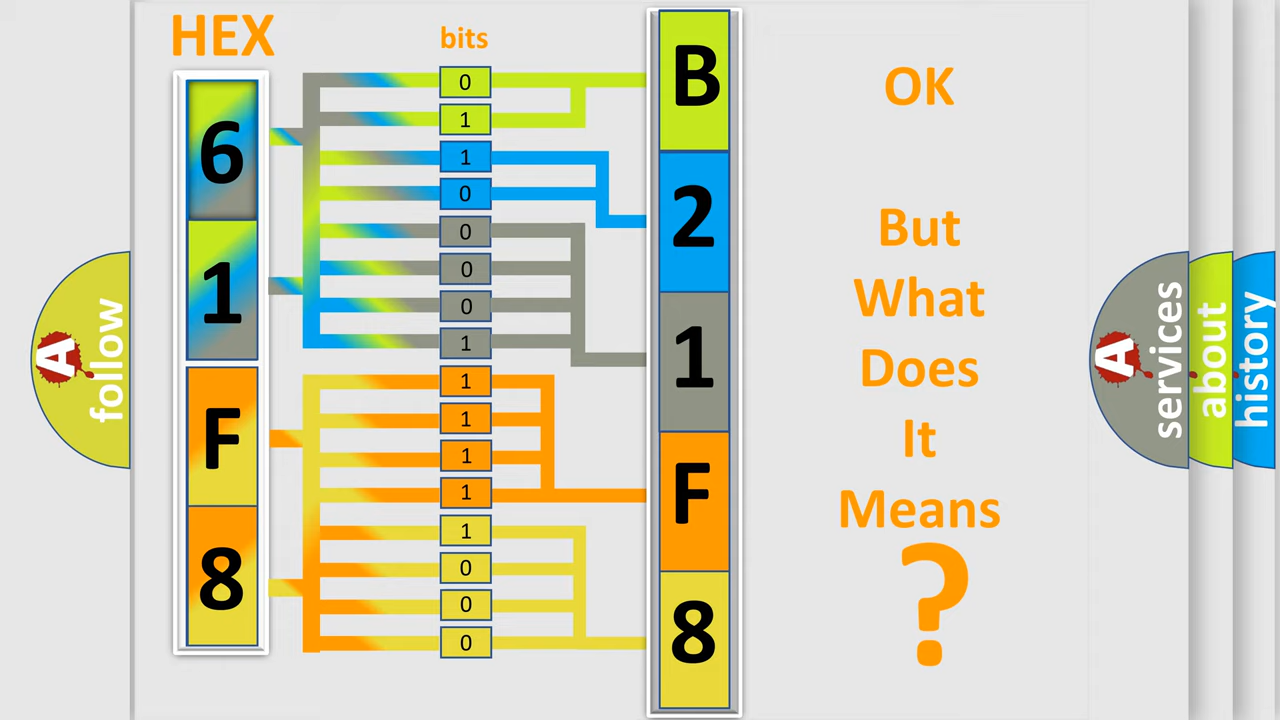 HEX
bits
6
1
F
8
0
1
1
0
0
0
0
1
1
1
1
1
1
0
0
0
B
2
1
F
8
OK
But
What
Does
It
Means
?
A
follow
A
services
about
history